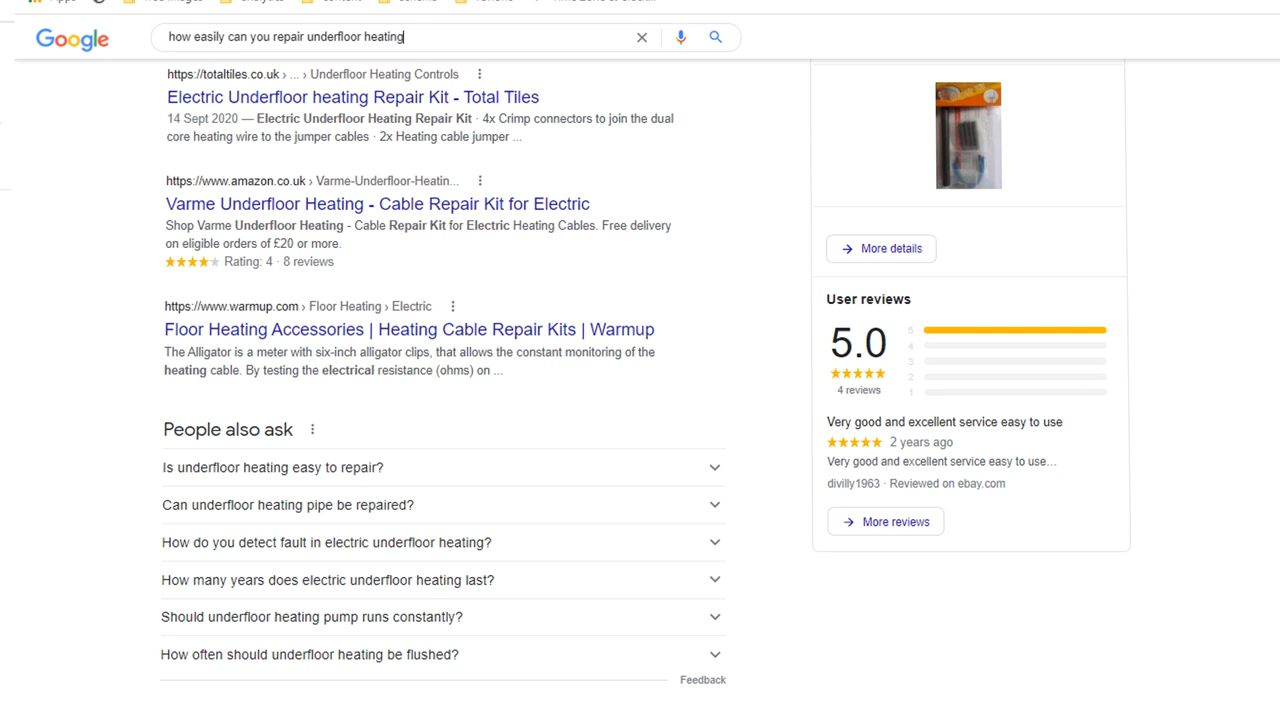 Apps
Google
how easily can you repair underfloor heating
https://totaltiles.co.uk › ... › Underfloor Heating Controls
Electric Underfloor heating Repair Kit - Total Tiles
14 Sept 2020 — Electric Underfloor Heating Repair Kit · 4x Crimp connectors to join the dual
core heating wire to the jumper cables · 2x Heating cable jumper ...
https://www.amazon.co.uk › Varme-Underfloor-Heatin...
Varme Underfloor Heating - Cable Repair Kit for Electric
Shop Varme Underfloor Heating - Cable Repair Kit for Electric Heating Cables. Free delivery
on eligible orders of £20 or more.
Rating: 4 · 8 reviews
https://www.warmup.com › Floor Heating › Electric
Floor Heating Accessories | Heating Cable Repair Kits | Warmup
The Alligator is a meter with six-inch alligator clips, that allows the constant monitoring of the
heating cable. By testing the electrical resistance (ohms) on ...
People also ask
Is underfloor heating easy to repair?
Can underfloor heating pipe be repaired?
How do you detect fault in electric underfloor heating?
How many years does electric underfloor heating last?
Should underfloor heating pump runs constantly?
How often should underfloor heating be flushed?
Feedback
More details
User reviews
5.0
4 reviews
5
4
3
2
1
Very good and excellent service easy to use
2 years ago
Very good and excellent service easy to use...
divilly1963 · Reviewed on ebay.com
More reviews